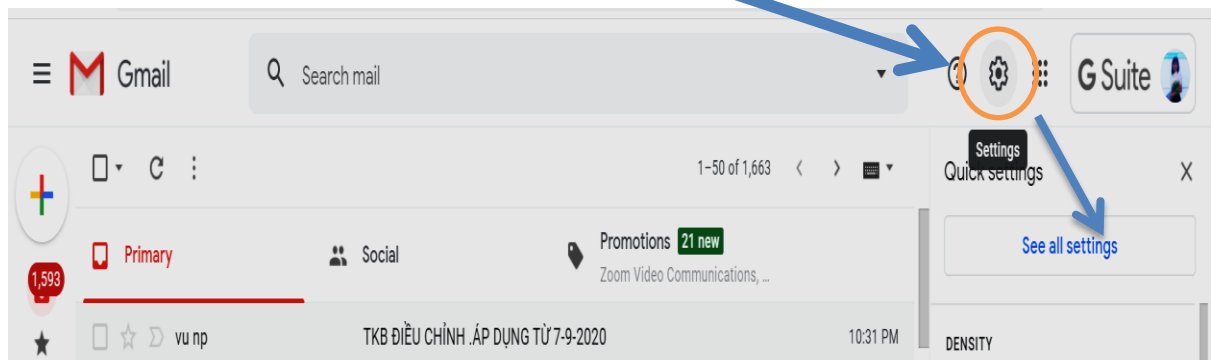 Gmail
Search mail
G Suite
Settings
1–50 of 1,663
Quick settings
Primary
Social
Promotions 21 new
Zoom Video Communications, ...
See all settings
1,593
vu np
TKB ĐIỀU CHỈNH .ÁP DỤNG TỪ 7-9-2020
10:31 PM
DENSITY